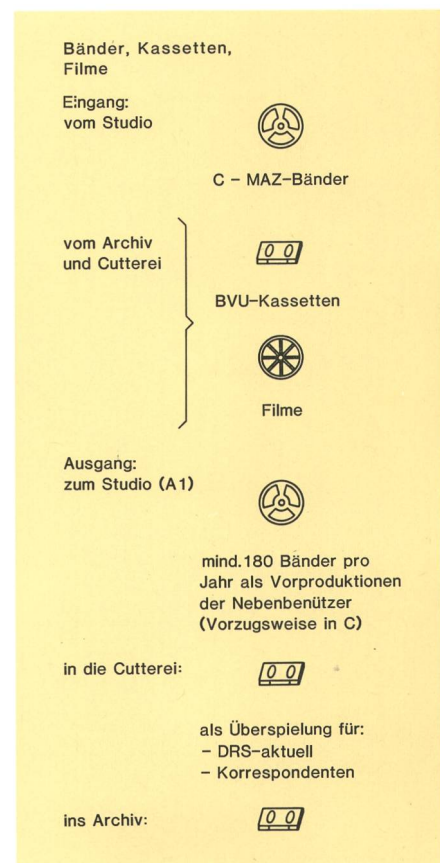 Bänder, Kassetten,
Filme
Eingang:
vom Studio
C – MAZ-Bänder
vom Archiv
und Cutterei
BVU-Kassetten
Filme
Ausgang:
zum Studio (A1)
mind.180 Bänder pro
Jahr als Vorproduktionen
der Nebenbenützer
(Vorzugsweise in C)
in die Cutterei:
als Überspielung für:
– DRS-aktuell
– Korrespondenten
ins Archiv: